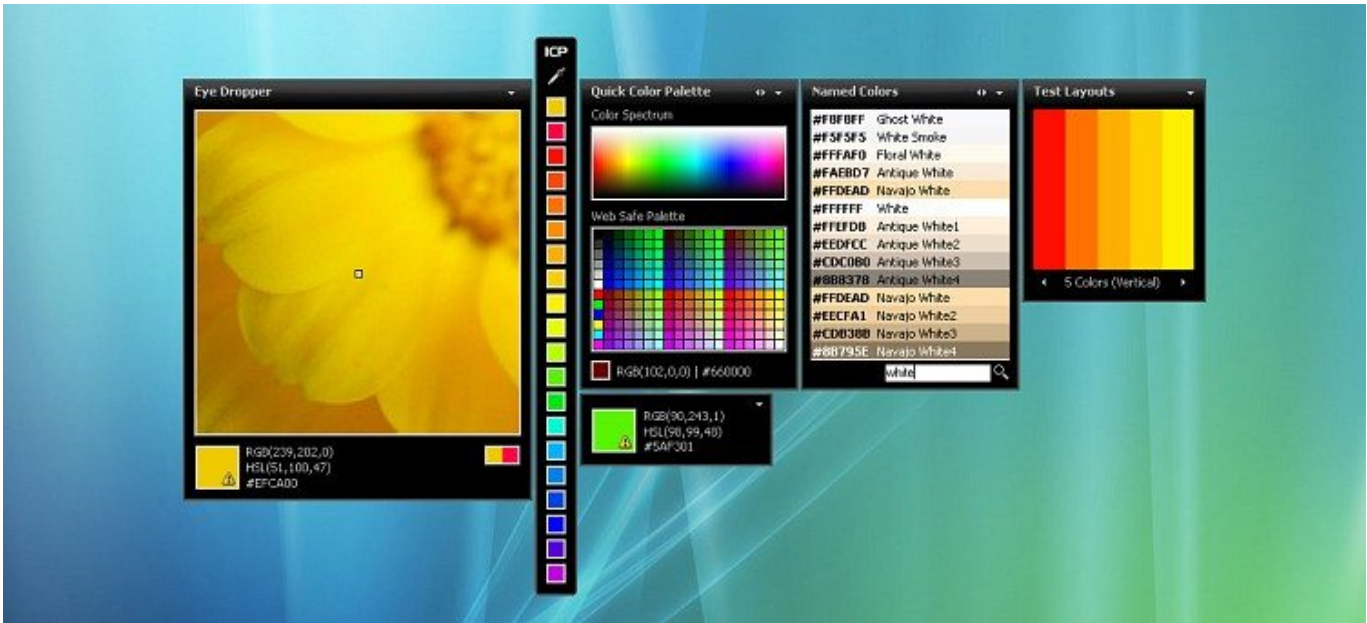 ICP
Eye Dropper
RGB(239,202,0)
HSL(51,100,47)
#EFCA00
Quick Color Palette
Color Spectrum
Web Safe Palette
RGB(102,0,0) | #660000
RGB(90,243,1)
HSL(98,99,48)
#5AF301
Named Colors
#F8F8FF Ghost White
#F5F5F5 White Smoke
#FFFAF0 Floral White
#FAEBD7 Antique White
#FFDEAD Navajo White
#FFFFFF White
#FFEFDB Antique White1
#EEDFCC Antique White2
#CDC0B0 Antique White3
#8B8378 Antique White4
#FFDEAD Navajo White
#EECFA1 Navajo White2
#CDB38B Navajo White3
#8B795E Navajo White4
white
Test Layouts
5 Colors (Vertical)